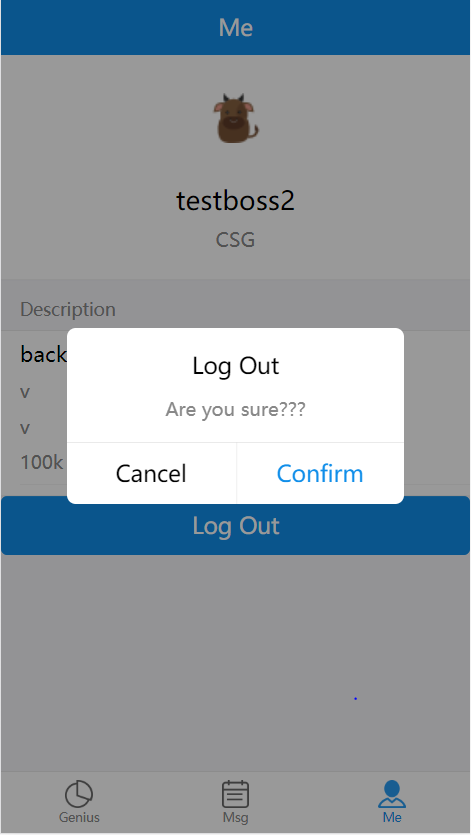 Me
testboss2
CSG
Description
back
v
v
100k
Log Out
Are you sure???
Cancel Confirm
Log Out
Genius Msg Me